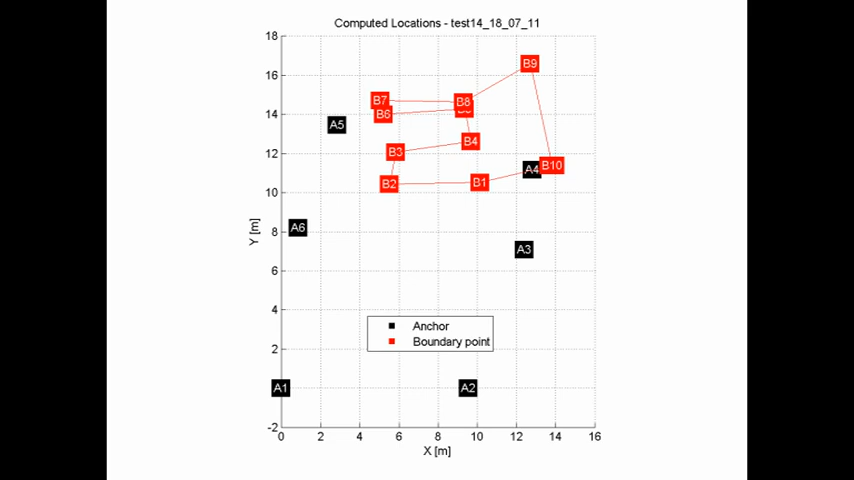 Computed Locations - test14_18_07_11
18
B9
16
B7
B8
14
B6
A5
B4
12
B3
A4
B10
B2
B1
10
A6
8
Y [m]
A3
6
4
Anchor
Boundary point
2
A1
A2
-2
0 2 4 6 8 10 12 14 16
X [m]